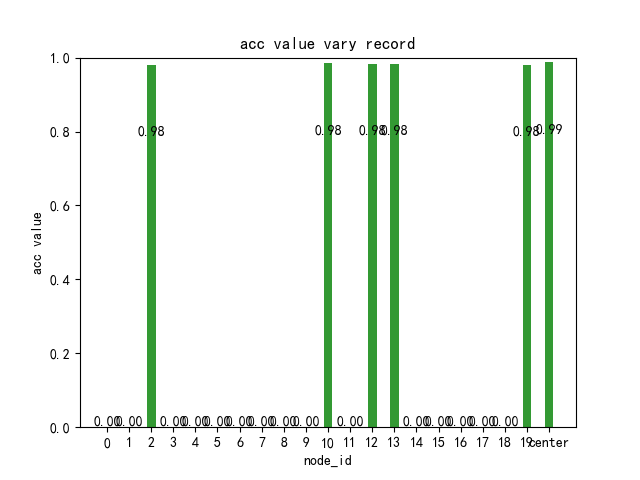 acc value vary record
acc value
1.0
0.8
0.6
0.4
0.2
0.0
0.98 0.98 0.98 0.98 0.98 0.99
0.00 0.00 0.00 0.00 0.00 0.00 0.00 0.00 0.00 0.00 0.00 0.00 0.00 0.00 0.00
0 1 2 3 4 5 6 7 8 9 10 11 12 13 14 15 16 17 18 19 center
node_id